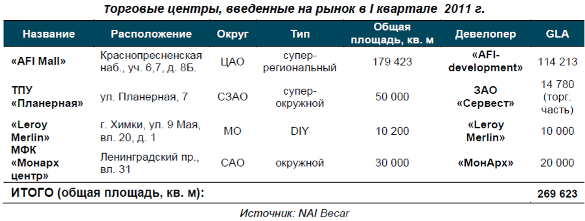 Торговые центры, введенные на рынок в I квартале 2011 г.
Название Расположение Округ Тип Общая площадь, кв. м Девелопер GLA
«AFI Mall» Краснопресненская наб., уч. 6,7, д. 8Б. ЦАО супер-региональный 179 423 «AFI-development» 114 213
ТПУ «Планерная» ул. Планерная, 7 СЗАО супер-окружной 50 000 ЗАО «Сервест» 14 780 (торг. часть)
«Leroy Merlin» г. Химки, ул. 9 Мая, вл. 20, д. 1 МО DIY 10 200 «Leroy Merlin» 10 000
МФК «Монарх центр» Ленинградский пр., вл. 31 САО окружной 30 000 «МонАрх» 20 000
ИТОГО (общая площадь, кв. м): 269 623
Источник: NAI Becar